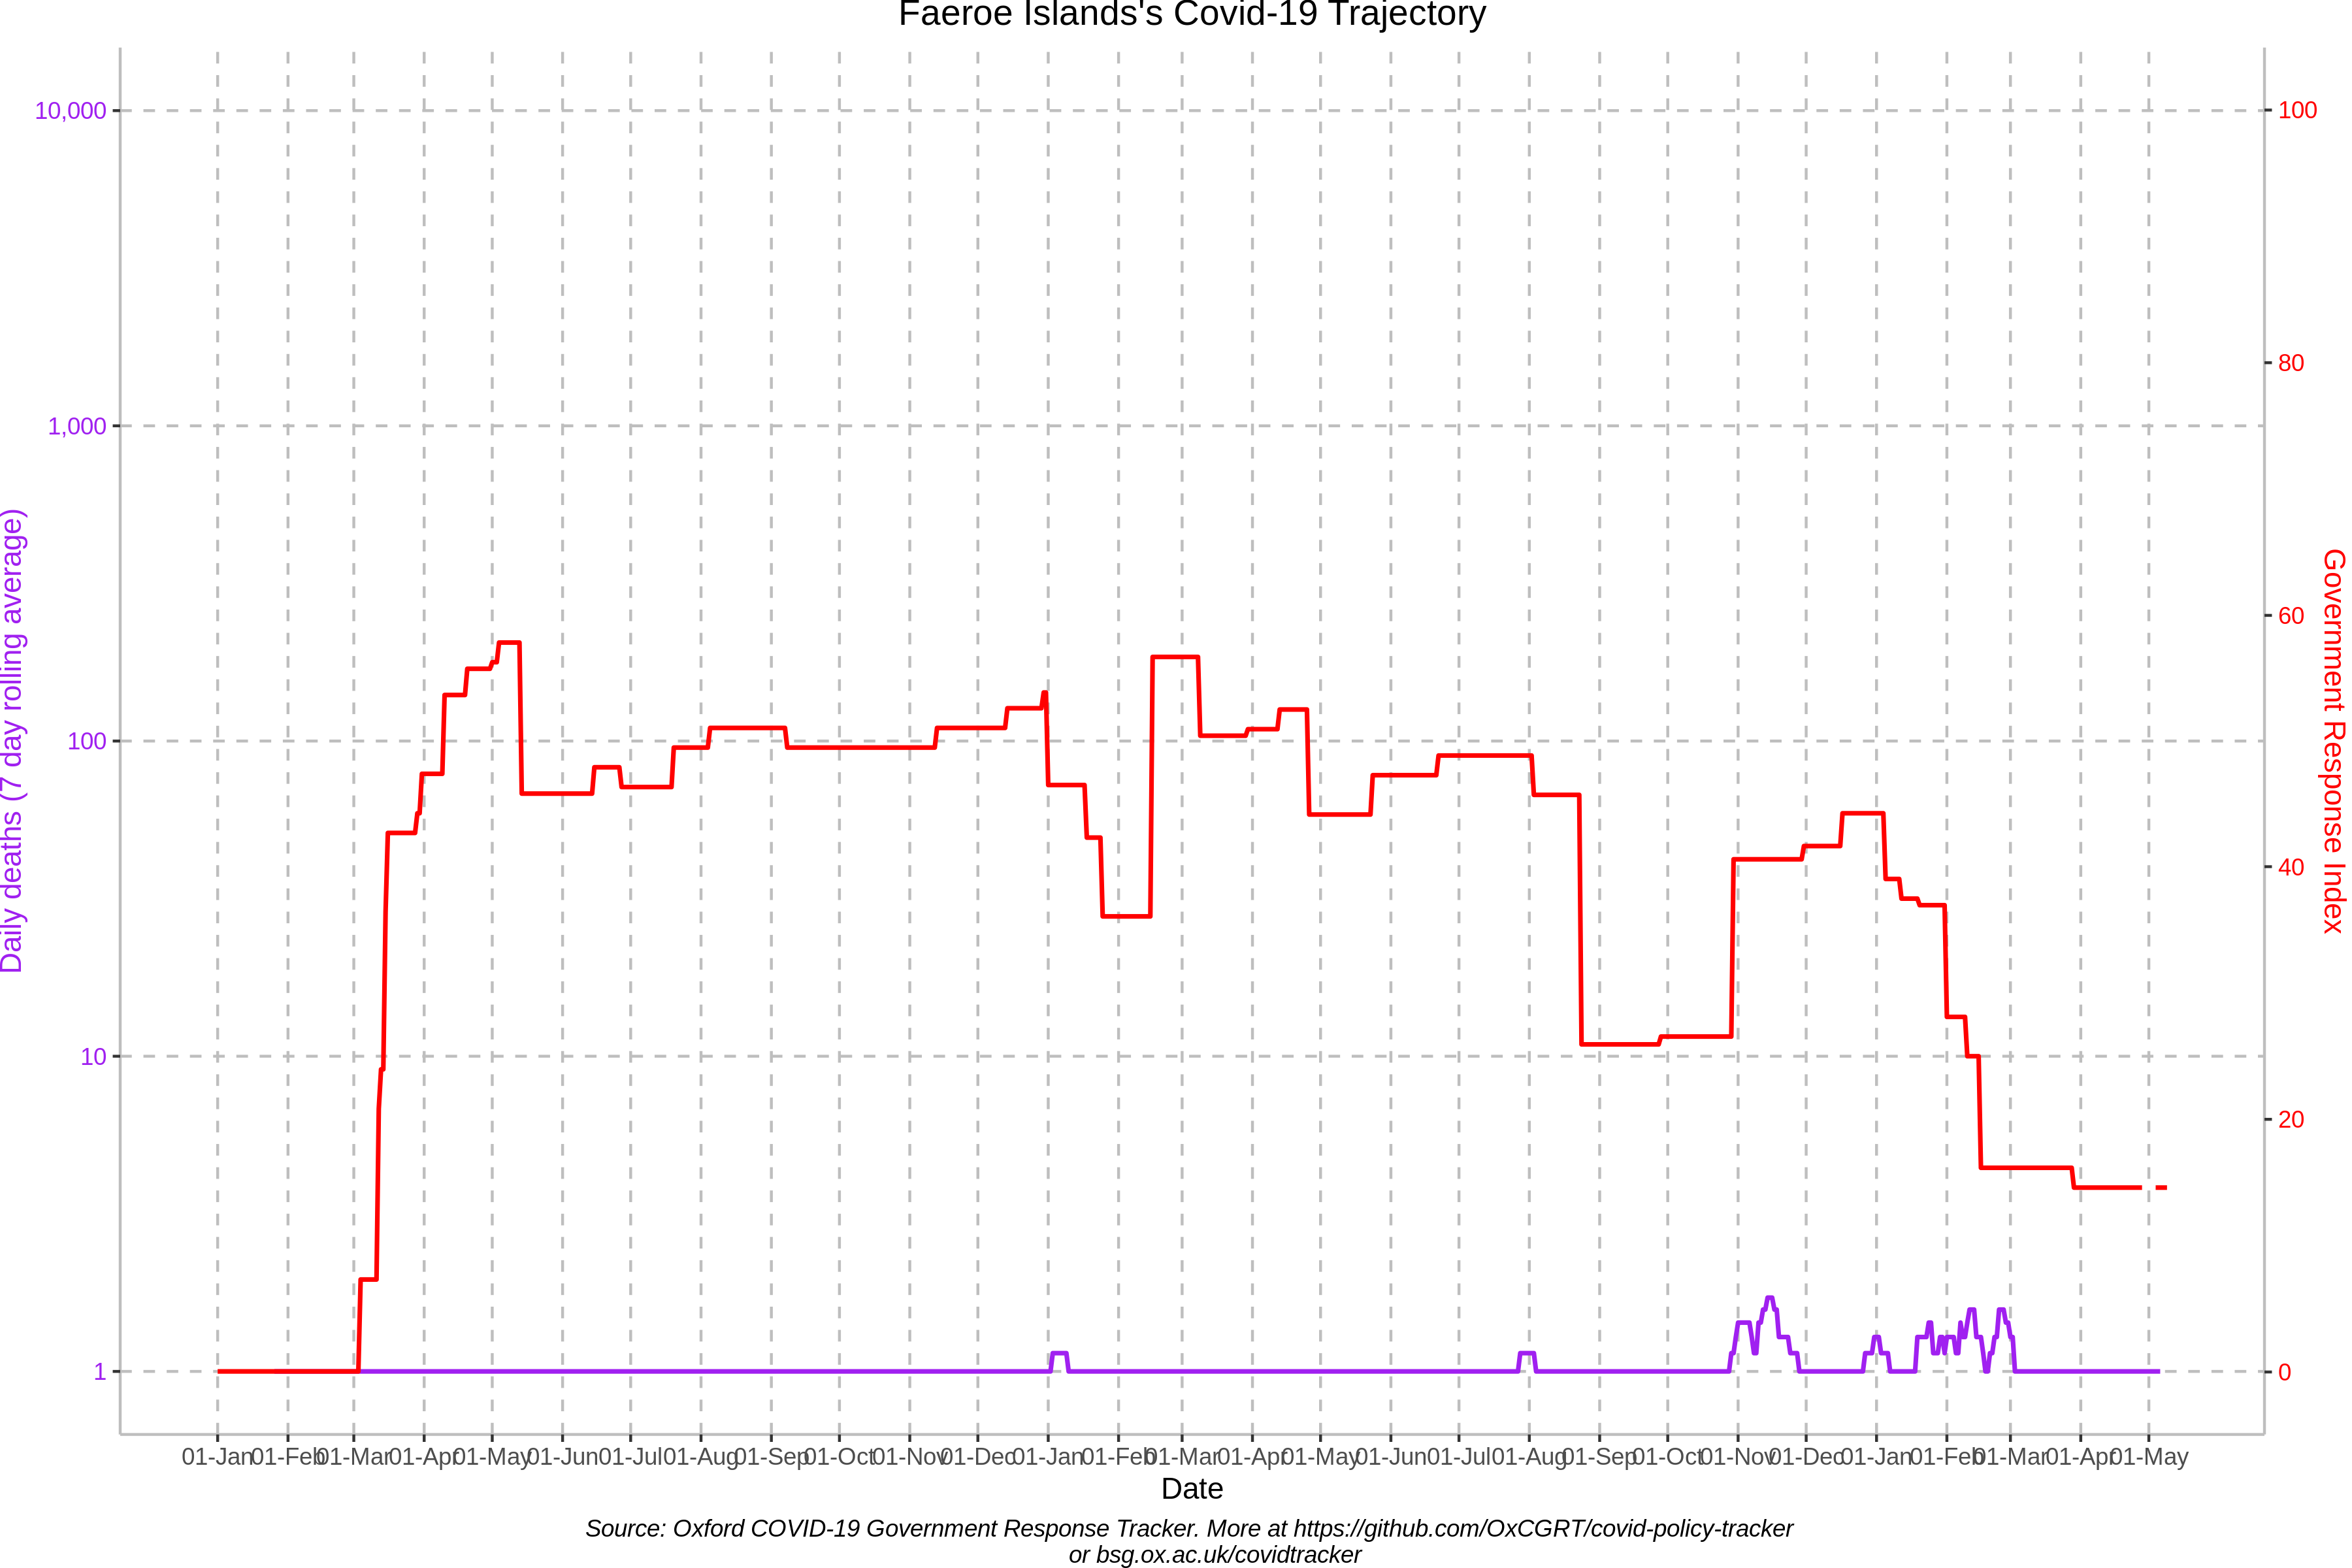 Faeroe Islands's Covid-19 Trajectory
10,000
1,000
100
10
1
Daily deaths (7 day rolling average)
100
80
60
40
20
0
Government Response Index
01-Jan 01-Feb 01-Mar 01-Apr 01-May 01-Jun 01-Jul 01-Aug 01-Sep 01-Oct 01-Nov 01-Dec 01-Jan 01-Feb 01-Mar 01-Apr 01-May 01-Jun 01-Jul 01-Aug 01-Sep 01-Oct 01-Nov 01-Dec 01-Jan 01-Feb 01-Mar 01-Apr 01-May
Date
Source: Oxford COVID-19 Government Response Tracker. More at https://github.com/OxCGRT/covid-policy-tracker
or bsg.ox.ac.uk/covidtracker